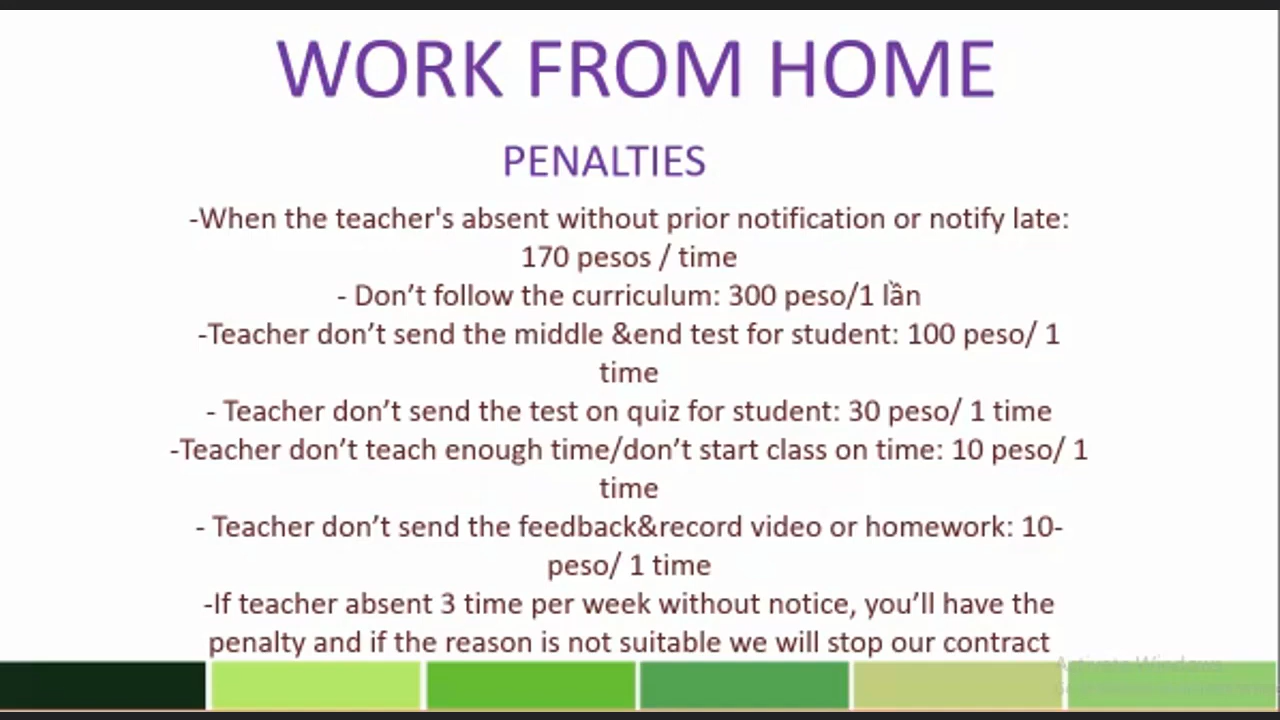 WORK FROM HOME
PENALTIES
-When the teacher's absent without prior notification or notify late:
170 pesos / time
- Don’t follow the curriculum: 300 peso/1 lần
-Teacher don’t send the middle &end test for student: 100 peso/ 1
time
- Teacher don’t send the test on quiz for student: 30 peso/ 1 time
-Teacher don’t teach enough time/don’t start class on time: 10 peso/ 1
time
- Teacher don’t send the feedback&record video or homework: 10-
peso/ 1 time
-If teacher absent 3 time per week without notice, you’ll have the
penalty and if the reason is not suitable we will stop our contract
Activate Windows